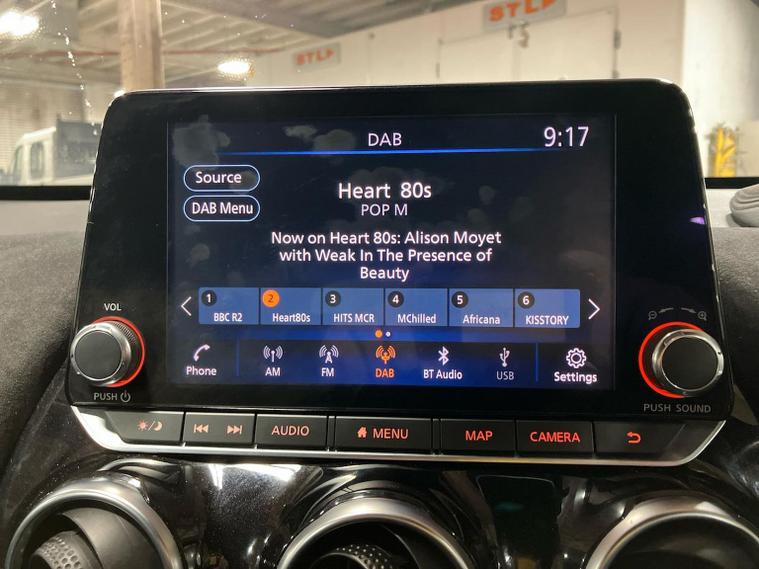 STL
STL
DAB
9:17
Source
DAB Menu
Heart 80s
POP M
Now on Heart 80s: Alison Moyet
with Weak In The Presence of
Beauty
1 BBC R2
2 Heart80s
3 HITS MCR
4 MChilled
5 Africana
6 KISSTORY
Phone
AM
FM
DAB
BT Audio
USB
Settings
VOL
PUSH
PUSH SOUND
AUDIO
MENU
MAP
CAMERA